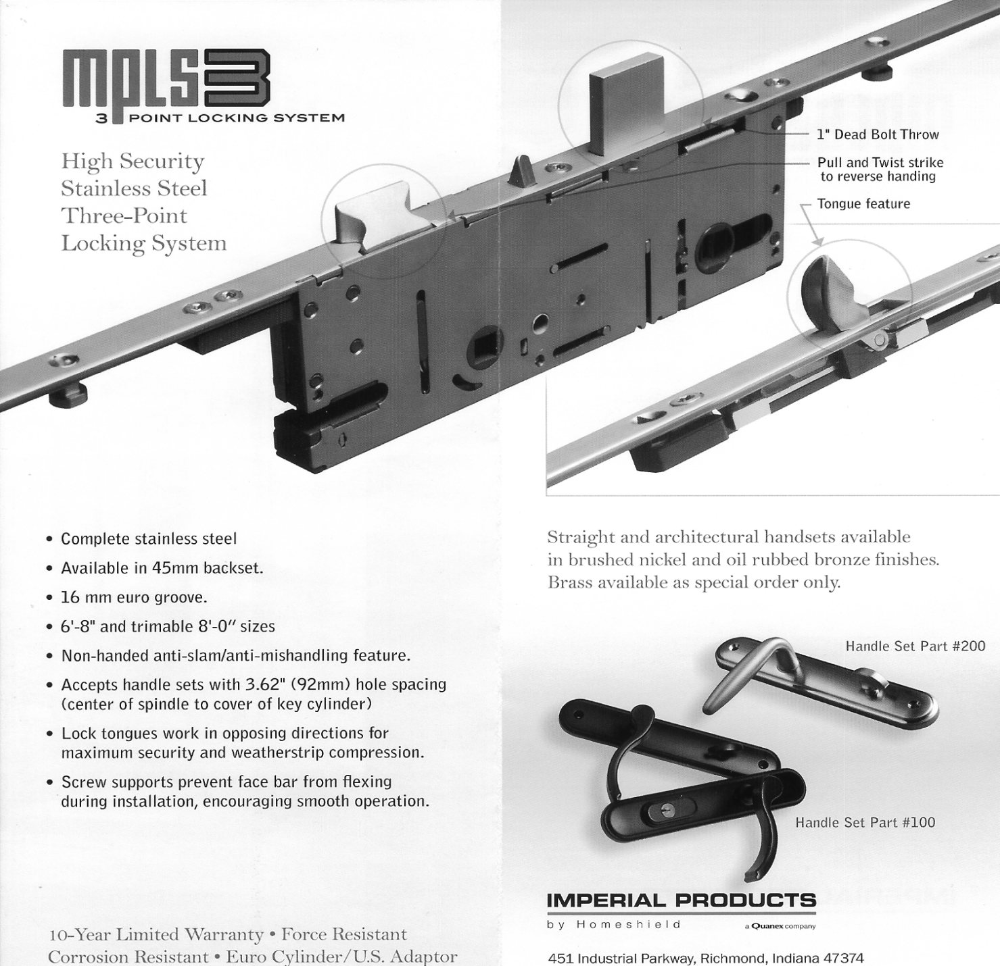 mpls3
3 POINT LOCKING SYSTEM
High Security
Stainless Steel
Three-Point
Locking System
1" Dead Bolt Throw
Pull and Twist strike
to reverse handing
Tongue feature
• Complete stainless steel
• Available in 45mm backset.
• 16 mm euro groove.
• 6'-8" and trimable 8'-0" sizes
• Non-handed anti-slam/anti-mishandling feature.
• Accepts handle sets with 3.62" (92mm) hole spacing
(center of spindle to cover of key cylinder)
• Lock tongues work in opposing directions for
maximum security and weatherstrip compression.
• Screw supports prevent face bar from flexing
during installation, encouraging smooth operation.
10-Year Limited Warranty • Force Resistant
Corrosion Resistant • Euro Cylinder/U.S. Adaptor
Straight and architectural handsets available
in brushed nickel and oil rubbed bronze finishes.
Brass available as special order only.
Handle Set Part #200
Handle Set Part #100
IMPERIAL PRODUCTS
by Homeshield a Quanex company
451 Industrial Parkway, Richmond, Indiana 47374